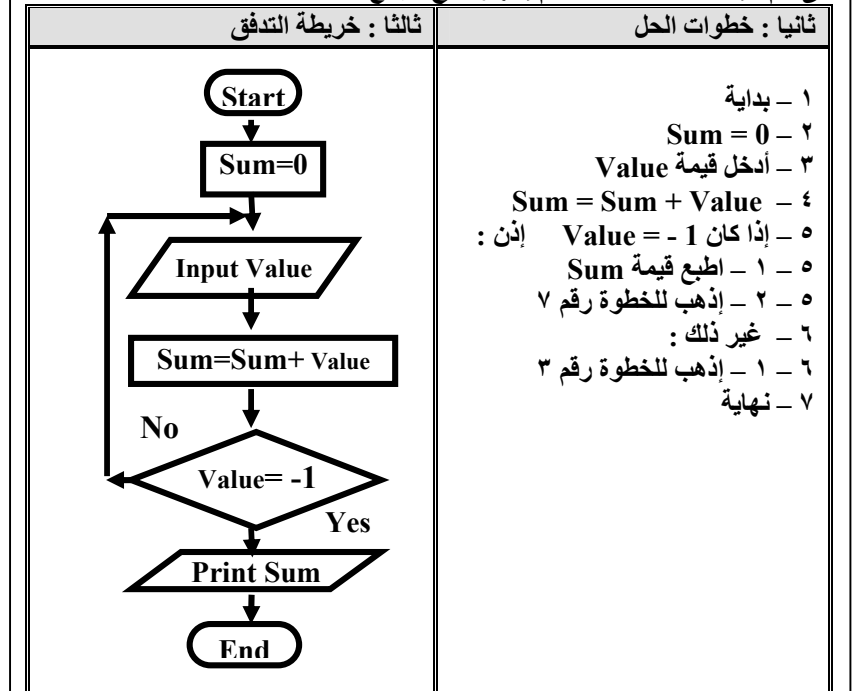 ثانيا : خطوات الحل
١ – بداية
٢ – Sum = 0
٣ – أدخل قيمة Value
٤ – Sum = Sum + Value
٥ – إذا كان Value = - 1 إذن :
٥ – ١ – اطبع قيمة Sum
٥ – ٢ – إذهب للخطوة رقم ٧
٦ – غير ذلك :
٦ – ١ – إذهب للخطوة رقم ٣
٧ – نهاية
ثالثا : خريطة التدفق
Start
Sum=0
Input Value
Sum=Sum+ Value
No
Value= -1
Yes
Print Sum
End